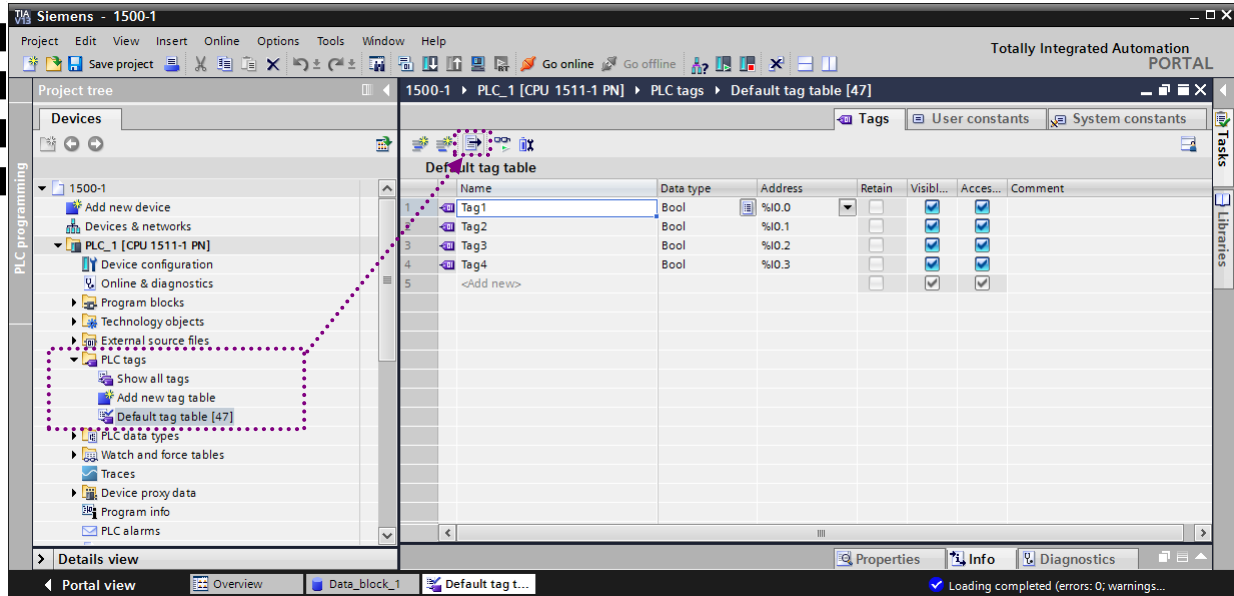 Siemens - 1500-1
Project Edit View Insert Online Options Tools Window Help
Totally Integrated Automation
PORTAL
Save project Go online Go offline
Project tree
1500-1 PLC_1 [CPU 1511-1 PN] PLC tags Default tag table [47]
Devices
Tags User constants System constants
Default tag table
Name Data type Address Retain Visibl... Acces... Comment
1 Tag1 Bool %I0.0
2 Tag2 Bool %I0.1
3 Tag3 Bool %I0.2
4 Tag4 Bool %I0.3
5 <Add new>
PLC programming
1500-1
Add new device
Devices & networks
PLC_1 [CPU 1511-1 PN]
Device configuration
Online & diagnostics
Program blocks
Technology objects
External source files
PLC tags
Show all tags
Add new tag table
Default tag table [47]
PLC data types
Watch and force tables
Traces
Device proxy data
Program info
PLC alarms
Tasks
Libraries
Details view
Properties Info Diagnostics
Portal view Overview Data_block_1 Default tag t...
Loading completed (errors: 0; warnings...